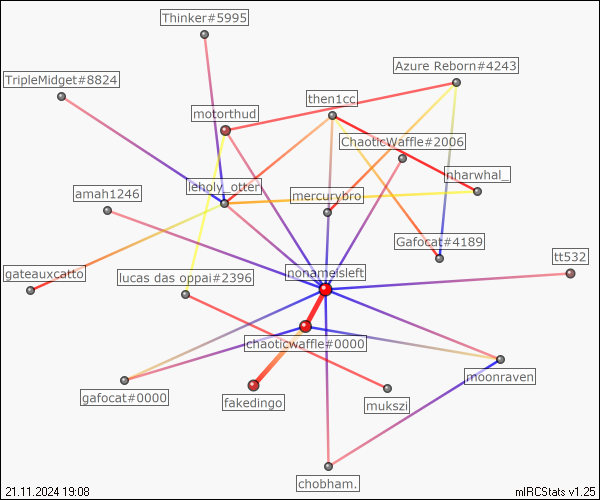 Thinker#5995
Azure Reborn#4243
TripleMidget#8824
then1cc
motorthud
ChaoticWaffle#2006
nharwhal_
leholy_otter
amah1246
mercurybro
Gafocat#4189
tt532
nonameisleft
gateauxcatto
lucas das oppai#2396
chaoticwaffle#0000
moonraven
gafocat#0000
fakedingo
mukszi
chobham.
21.11.2024 19:08
mIRCStats v1.25